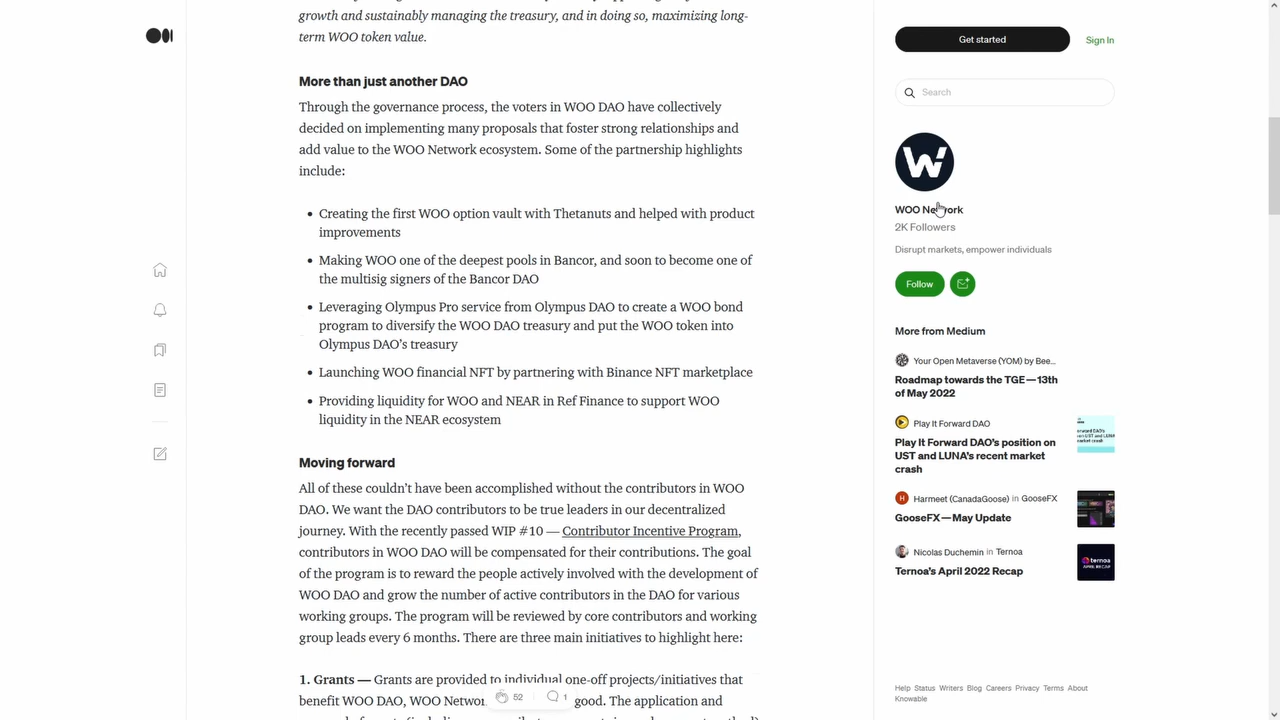 growth and sustainably managing the treasury, and in doing so, maximizing long-
term WOO token value.
More than just another DAO
Through the governance process, the voters in WOO DAO have collectively
decided on implementing many proposals that foster strong relationships and
add value to the WOO Network ecosystem. Some of the partnership highlights
include:
• Creating the first WOO option vault with Thetanuts and helped with product
improvements
• Making WOO one of the deepest pools in Bancor, and soon to become one of
the multisig signers of the Bancor DAO
• Leveraging Olympus Pro service from Olympus DAO to create a WOO bond
program to diversify the WOO DAO treasury and put the WOO token into
Olympus DAO’s treasury
• Launching WOO financial NFT by partnering with Binance NFT marketplace
• Providing liquidity for WOO and NEAR in Ref Finance to support WOO
liquidity in the NEAR ecosystem
Moving forward
All of these couldn’t have been accomplished without the contributors in WOO
DAO. We want the DAO contributors to be true leaders in our decentralized
journey. With the recently passed WIP #10 — Contributor Incentive Program,
contributors in WOO DAO will be compensated for their contributions. The goal
of the program is to reward the people actively involved with the development of
WOO DAO and grow the number of active contributors in the DAO for various
working groups. The program will be reviewed by core contributors and working
group leads every 6 months. There are three main initiatives to highlight here:
1. Grants — Grants are provided to individual one-off projects/initiatives that
benefit WOO DAO, WOO good. The application and
52
1
Get started
Sign In
Search
W
WOO Network
2K Followers
Disrupt markets, empower individuals
Follow
More from Medium
Your Open Metaverse (YOM) by Bee...
Roadmap towards the TGE — 13th
of May 2022
Play It Forward DAO
Play It Forward DAO’s position on
UST and LUNA’s recent market
crash
H Harmeet (CanadaGoose) in GooseFX
GooseFX — May Update
Nicolas Duchemin in Ternoa
Ternoa’s April 2022 Recap
ternoa
APRIL RECAP
Help Status Writers Blog Careers Privacy Terms About
Knowable